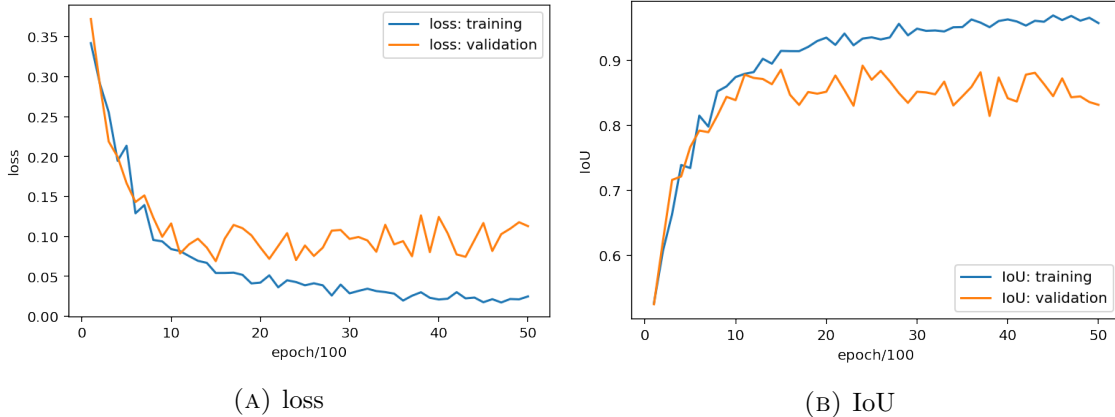 loss: training
loss: validation
0.35
0.30
0.25
0.20
0.15
0.10
0.05
0.00
loss
0
10
20
30
40
50
epoch/100
(A) loss
0.9
0.8
0.7
0.6
IoU
IoU: training
IoU: validation
0
10
20
30
40
50
epoch/100
(B) IoU